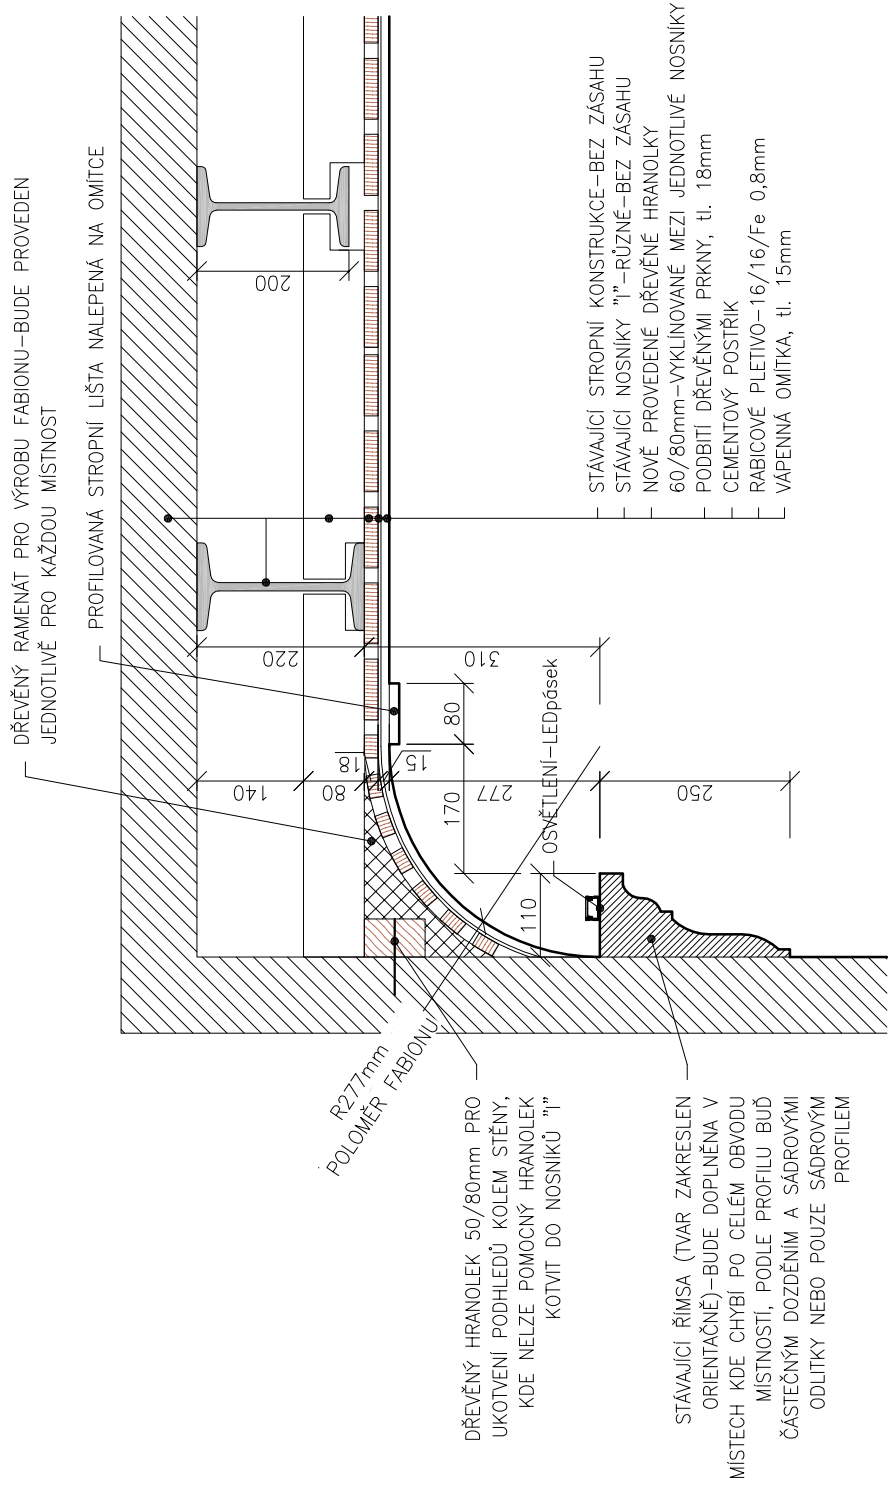 DŘEVĚNÝ RAMENÁT PRO VÝROBU FABIONU-BUDE PROVEDEN
JEDNOTLIVĚ PRO KAŽDOU MÍSTNOST
PROFILOVANÁ STROPNÍ LIŠTA NALEPENÁ NA OMÍTCE
200
220
310
140
80
18
15
277
250
80
170
110
OSVĚTLENÍ-LEDpásek
R277mm
POLOMĚR FABIONU
STÁVAJÍCÍ STROPNÍ KONSTRUKCE-BEZ ZÁSAHU
STÁVAJÍCÍ NOSNÍKY "I"-RŮZNÉ-BEZ ZÁSAHU
NOVĚ PROVEDENÉ DŘEVĚNÉ HRANOLKY
60/80mm-VYKLÍNOVANÉ MEZI JEDNOTLIVÉ NOSNÍKY
PODBITÍ DŘEVĚNÝMI PRKNY, tl. 18mm
CEMENTOVÝ POSTŘIK
RABICOVÉ PLETIVO-16/16/Fe 0,8mm
VÁPENNÁ OMÍTKA, tl. 15mm
DŘEVĚNÝ HRANOLEK 50/80mm PRO
UKOTVENÍ PODHLEDŮ KOLEM STĚNY,
KDE NELZE POMOCNÝ HRANOLEK
KOTVIT DO NOSNÍKŮ "I"
STÁVAJÍCÍ ŘÍMSA (TVAR ZAKRESLEN
ORIENTAČNĚ)-BUDE DOPLNĚNA V
MÍSTECH KDE CHYBÍ PO CELÉM OBVODU
MÍSTNOSTÍ, PODLE PROFILU BUĎ
ČÁSTEČNÝM DOZDĚNÍM A SÁDROVÝMI
ODLITKY NEBO POUZE SÁDROVÝM
PROFILEM